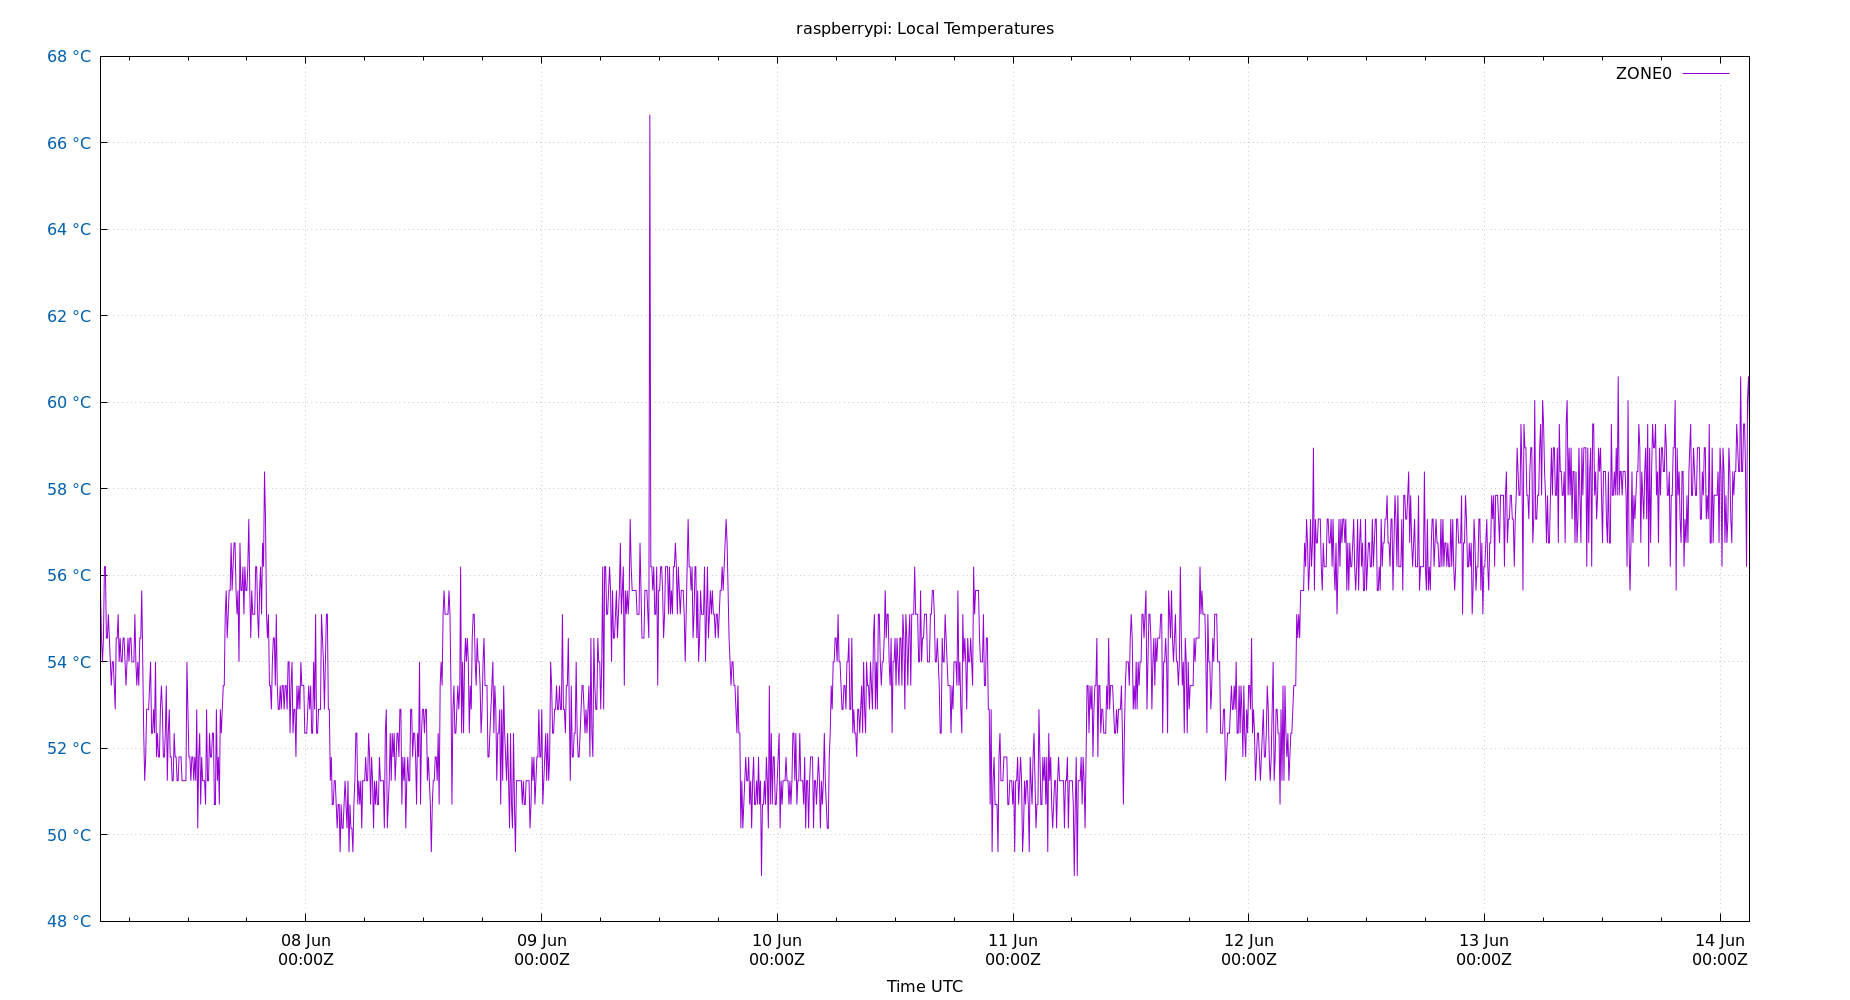 raspberrypi: Local Temperatures
68 °C
ZONE0
66 °C
64 °C
62 °C
60 °C
58 °C
56 °C
54 °C
52 °C
50 °C
48 °C
08 Jun 09 Jun 10 Jun 11 Jun 12 Jun 13 Jun 14 Jun
00:00Z 00:00Z 00:00Z 00:00Z 00:00Z 00:00Z 00:00Z
Time UTC